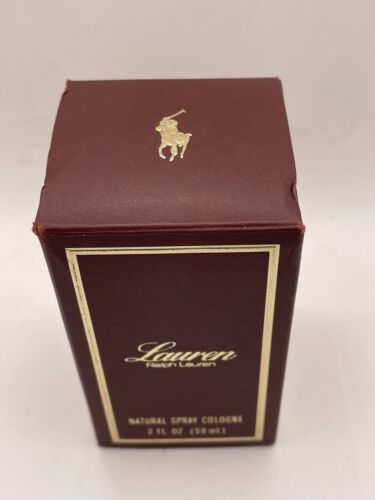 Lauren
Ralph Lauren
NATURAL SPRAY COLOGNE
2 FL. OZ. (59 mL)